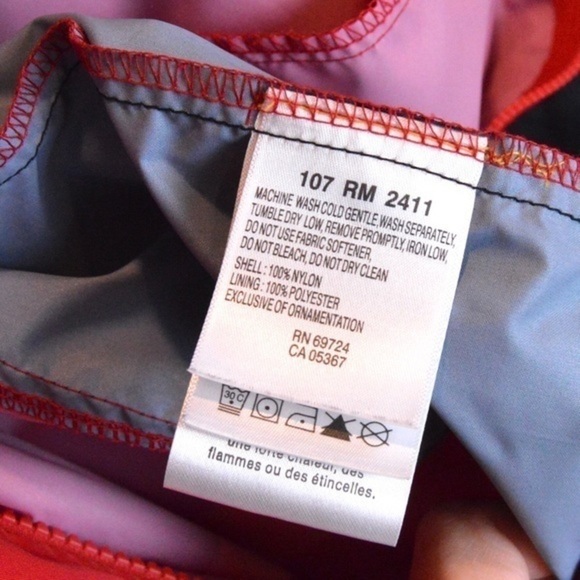 107 RM 2411
MACHINE WASH COLD GENTLE, WASH SEPARATELY,
TUMBLE DRY LOW, REMOVE PROMPTLY, IRON LOW,
DO NOT USE FABRIC SOFTENER,
DO NOT BLEACH, DO NOT DRY CLEAN
SHELL : 100% NYLON
LINING : 100% POLYESTER
EXCLUSIVE OF ORNAMENTATION
RN 69724
CA 05367
30 C
une forte chaleur, des
flammes ou des étincelles.